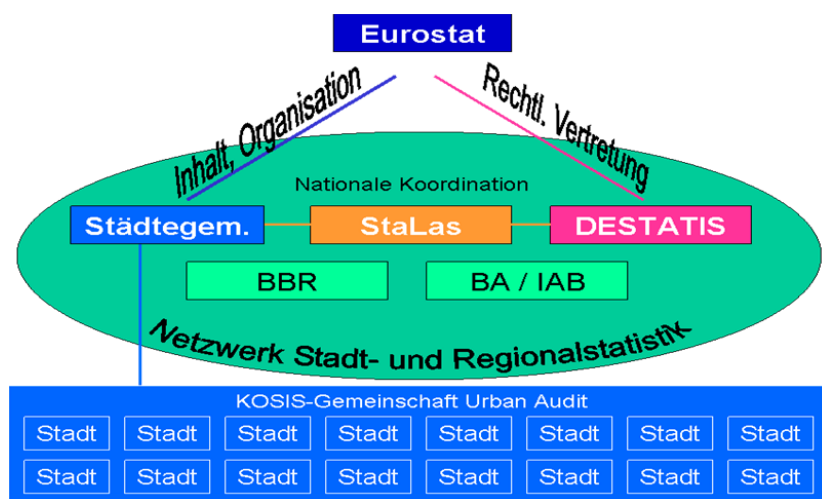 Eurostat
Inhalt, Organisation
Rechtl. Vertretung
Nationale Koordination
Städtegem.
StaLas
DESTATIS
BBR
BA / IAB
Netzwerk Stadt- und Regionalstatistik
KOSIS-Gemeinschaft Urban Audit
Stadt Stadt Stadt Stadt Stadt Stadt Stadt Stadt
Stadt Stadt Stadt Stadt Stadt Stadt Stadt Stadt